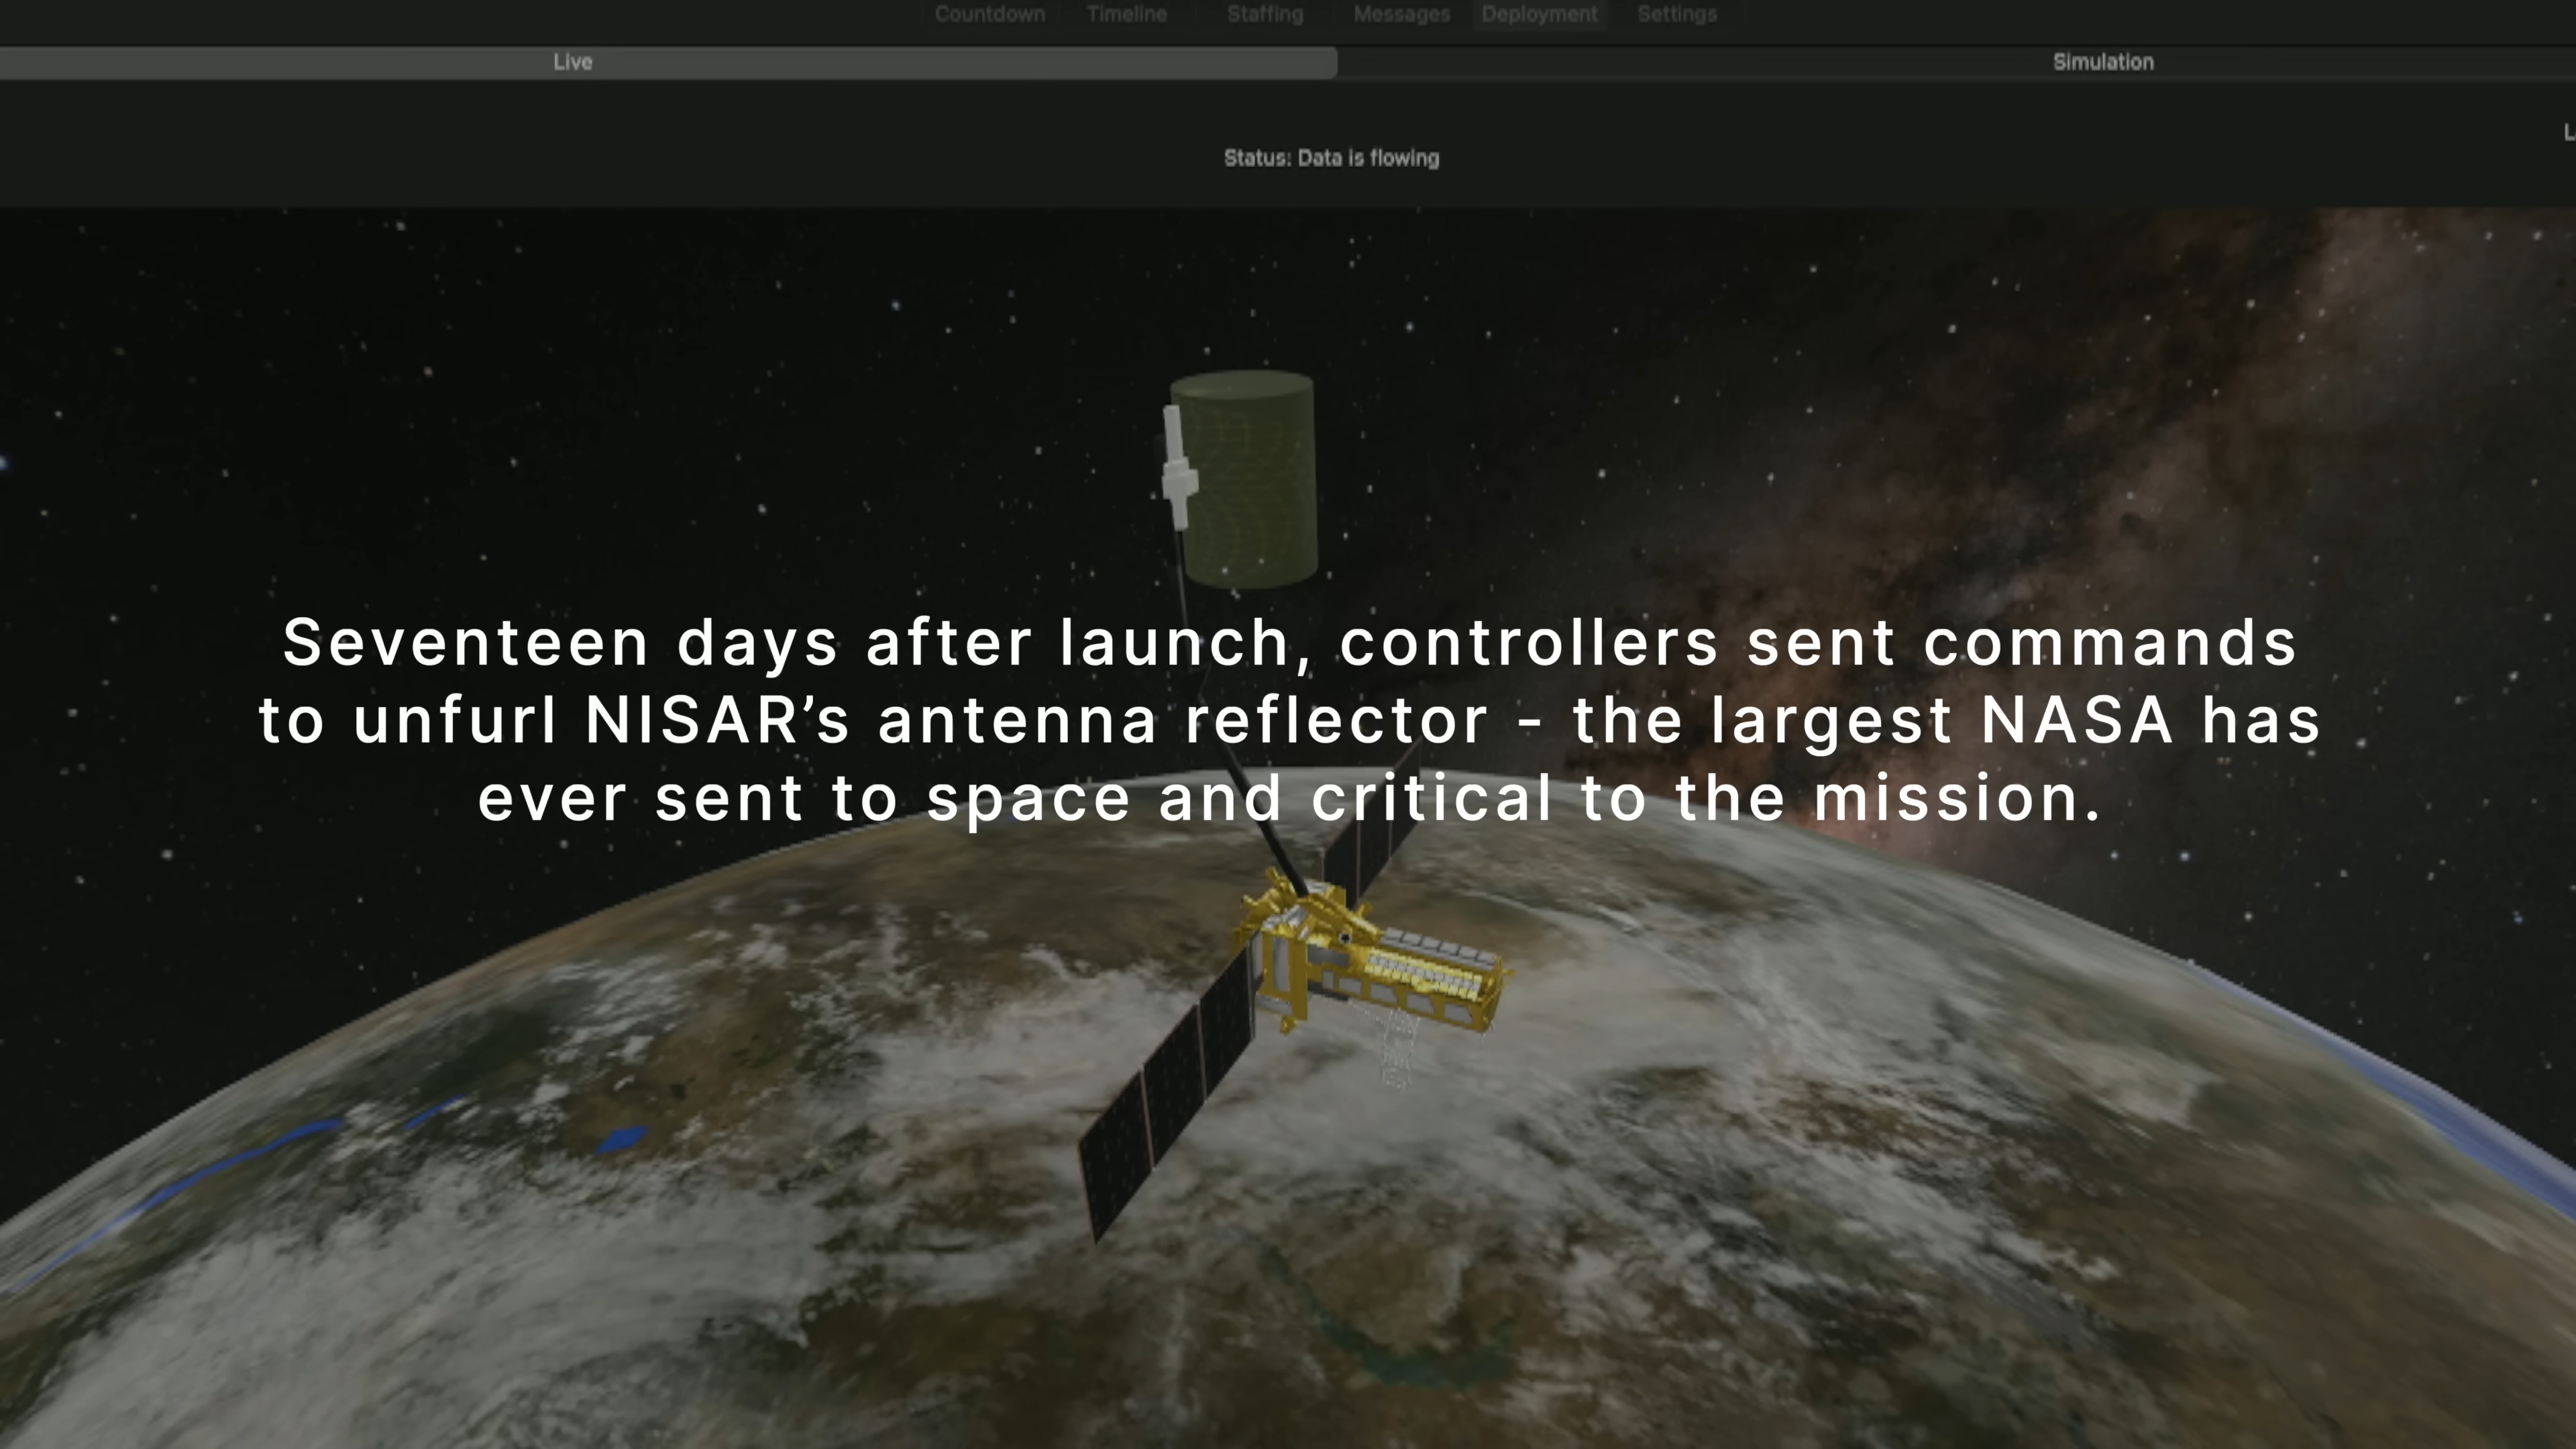 Countdown Timeline Staffing Messages Deployment Settings
Live Simulation
Status: Data is flowing
Seventeen days after launch, controllers sent commands
to unfurl NISAR’s antenna reflector - the largest NASA has
ever sent to space and critical to the mission.